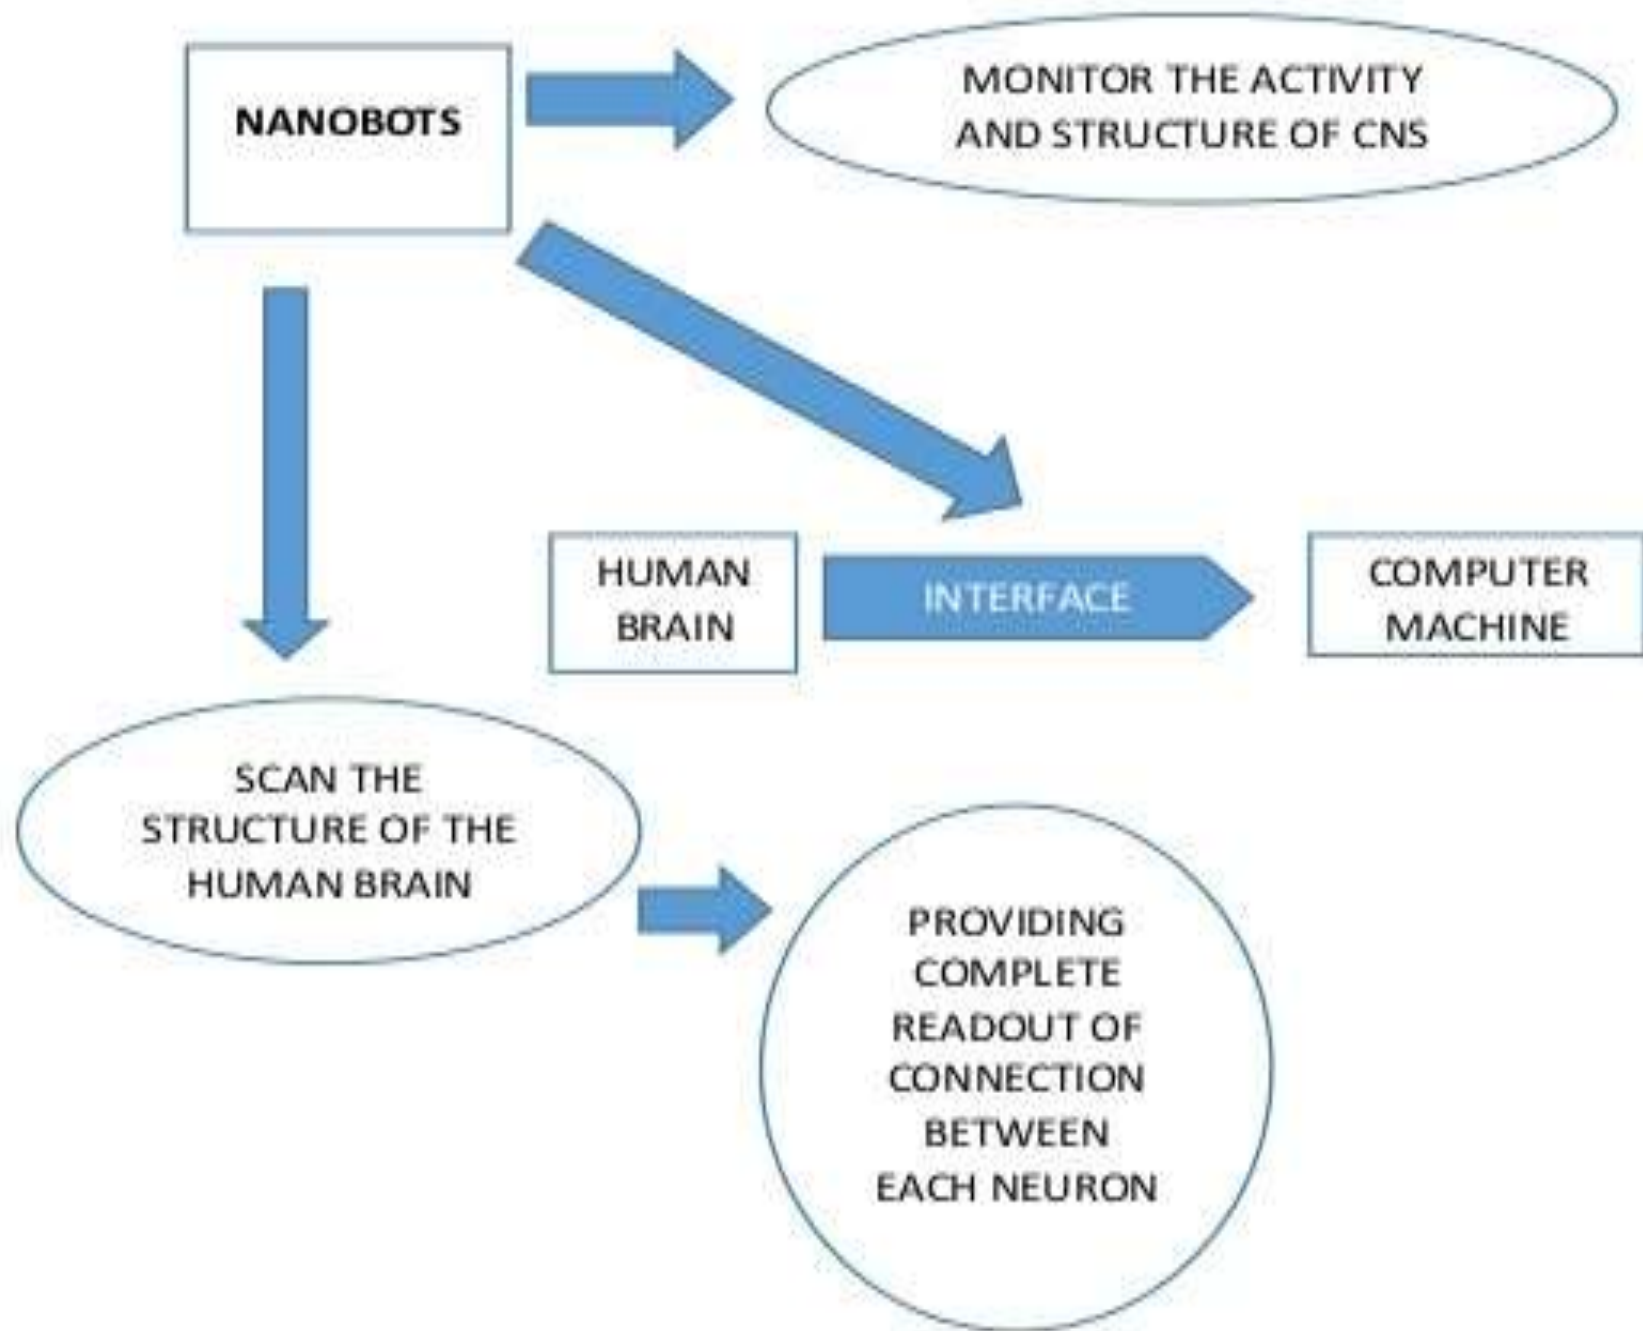 NANOBOTS
MONITOR THE ACTIVITY
AND STRUCTURE OF CNS
HUMAN
BRAIN
INTERFACE
COMPUTER
MACHINE
SCAN THE
STRUCTURE OF THE
HUMAN BRAIN
PROVIDING
COMPLETE
READOUT OF
CONNECTION
BETWEEN
EACH NEURON